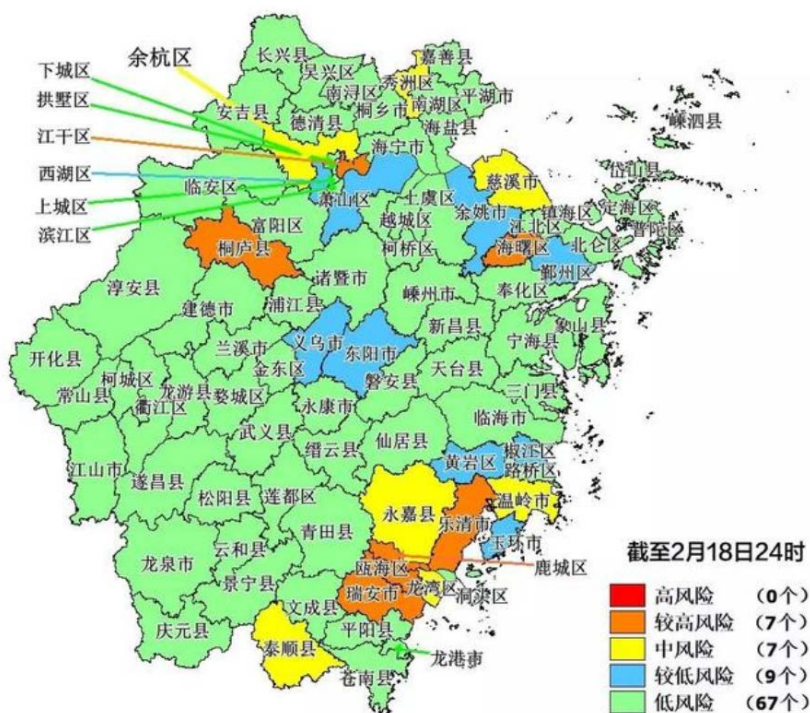 长兴县
嘉善县
余杭区
吴兴区
秀洲区
下城区
南浔区
平湖市
拱墅区
安吉县
德清县
桐乡市
南湖区
嵊泗县
江干区
海盐县
海宁市
西湖区
临安区
慈溪市
岱山县
上城区
萧山区
上虞区
余姚市
镇海区
定海区
滨江区
富阳区
越城区
江北区
普陀区
桐庐县
柯桥区
海曙区
北仑区
鄞州区
淳安县
诸暨市
嵊州市
奉化区
建德市
浦江县
新昌县
象山县
宁海县
开化县
兰溪市
义乌市
东阳市
天台县
柯城区
金东区
磐安县
三门县
常山县
龙游县
婺城区
衢江区
永康市
临海市
武义县
仙居县
江山市
缙云县
黄岩区
椒江区
路桥区
遂昌县
松阳县
莲都区
永嘉县
温岭市
乐清市
青田县
玉环市
截至2月18日24时
龙泉市
云和县
瓯海区
鹿城区
景宁县
瑞安市
龙湾区
洞头区
高风险 (0个)
文成县
较高风险 (7个)
庆元县
平阳县
中风险 (7个)
泰顺县
龙港市
较低风险 (9个)
苍南县
低风险 (67个)